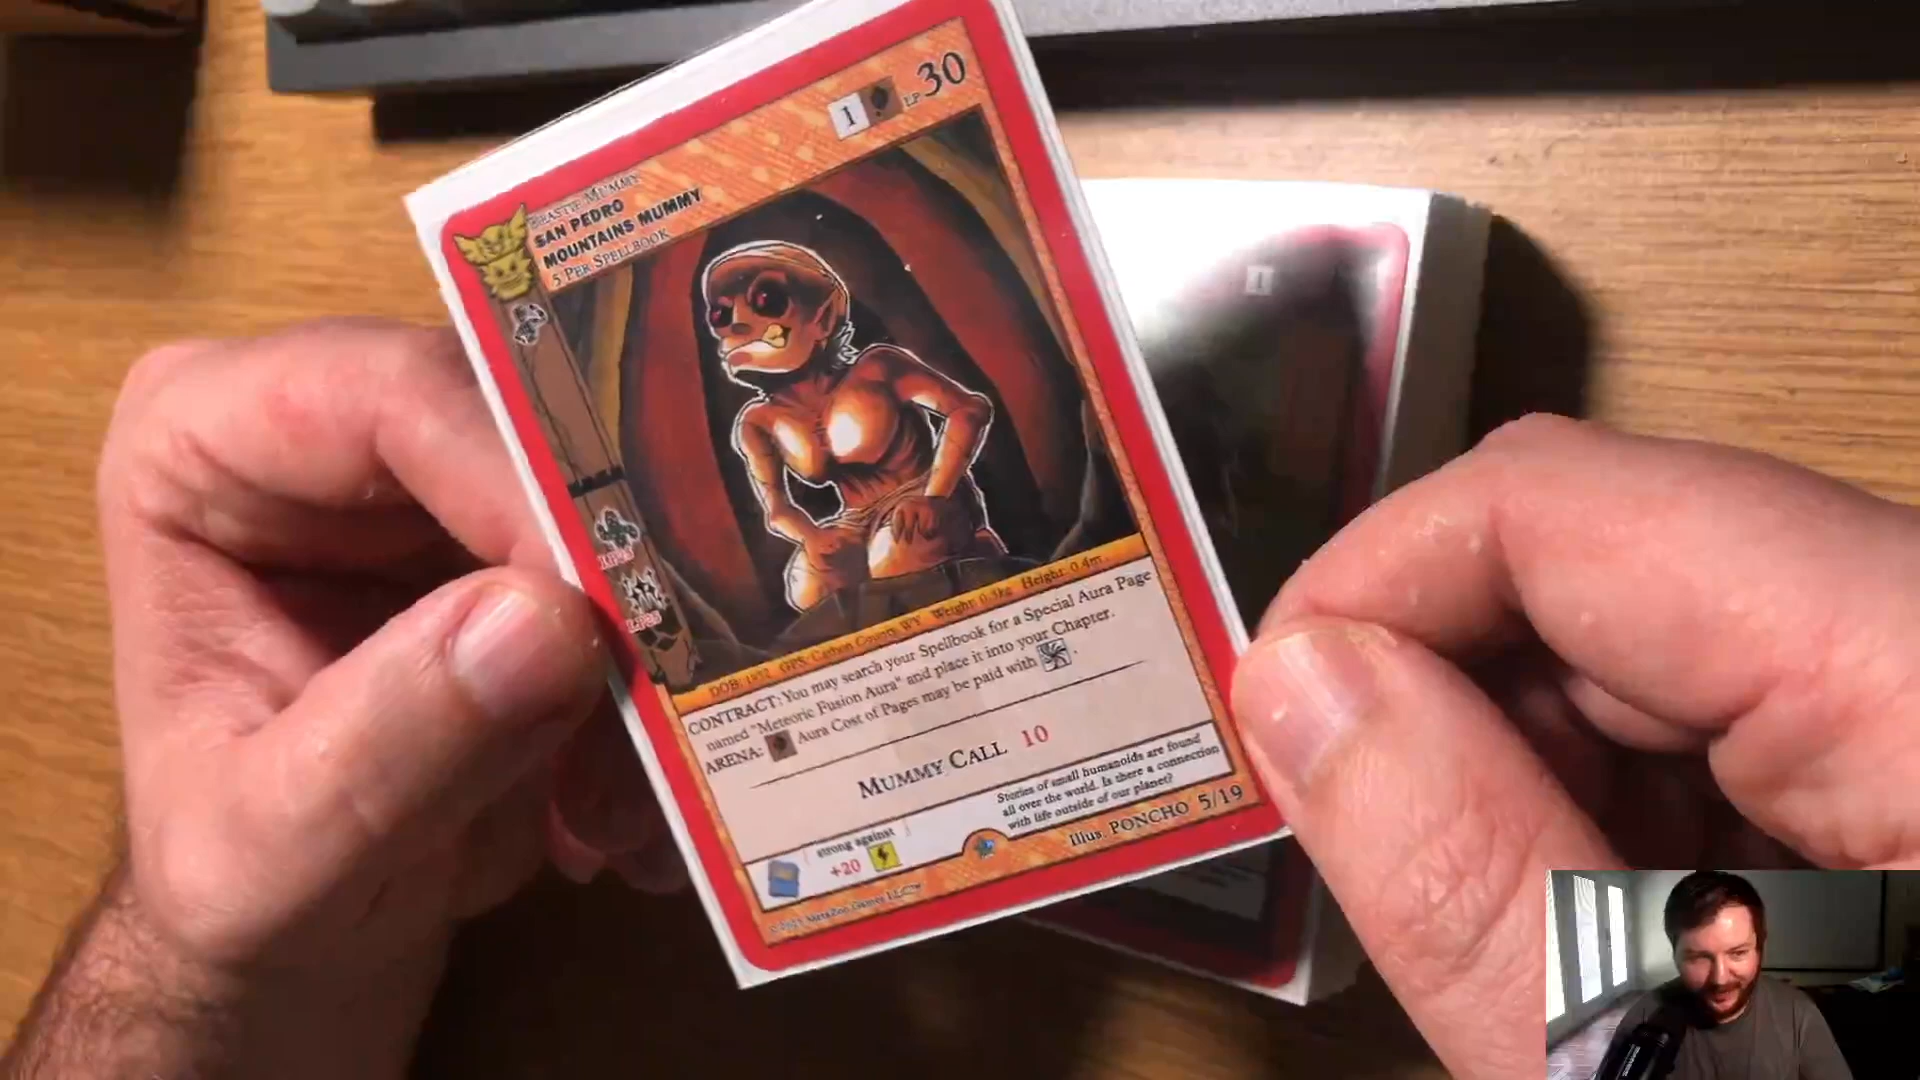 1 LP 30
BEASTIE MUMMY
SAN PEDRO
MOUNTAINS MUMMY
5 PER SPELLBOOK
1
DOB: 1932 GPS: Carbon County WY Weight: 0.3kg Height: 0.4m
CONTRACT: You may search your Spellbook for a Special Aura Page
named "Meteoric Fusion Aura" and place it into your Chapter.
ARENA: Aura Cost of Pages may be paid with .
MUMMY CALL 10
Stories of small humanoids are found
all over the world. Is there a connection
with life outside of our planet?
strong against
+20
Illus. PONCHO 5/19
MetaZoo Games LLC™